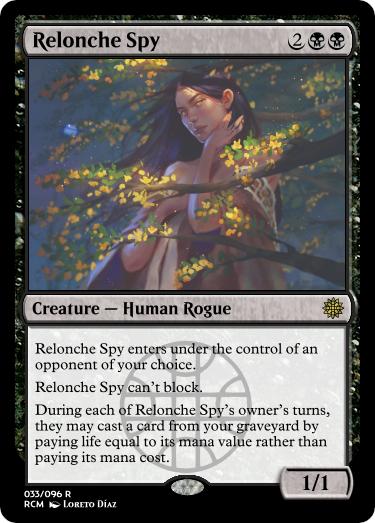 Relonche Spy 2
Creature — Human Rogue
Relonche Spy enters under the control of an
opponent of your choice.
Relonche Spy can't block.
During each of Relonche Spy's owner's turns,
they may cast a card from your graveyard by
paying life equal to its mana value rather than
paying its mana cost.
1/1
033/096 R
RCM Loreto Díaz